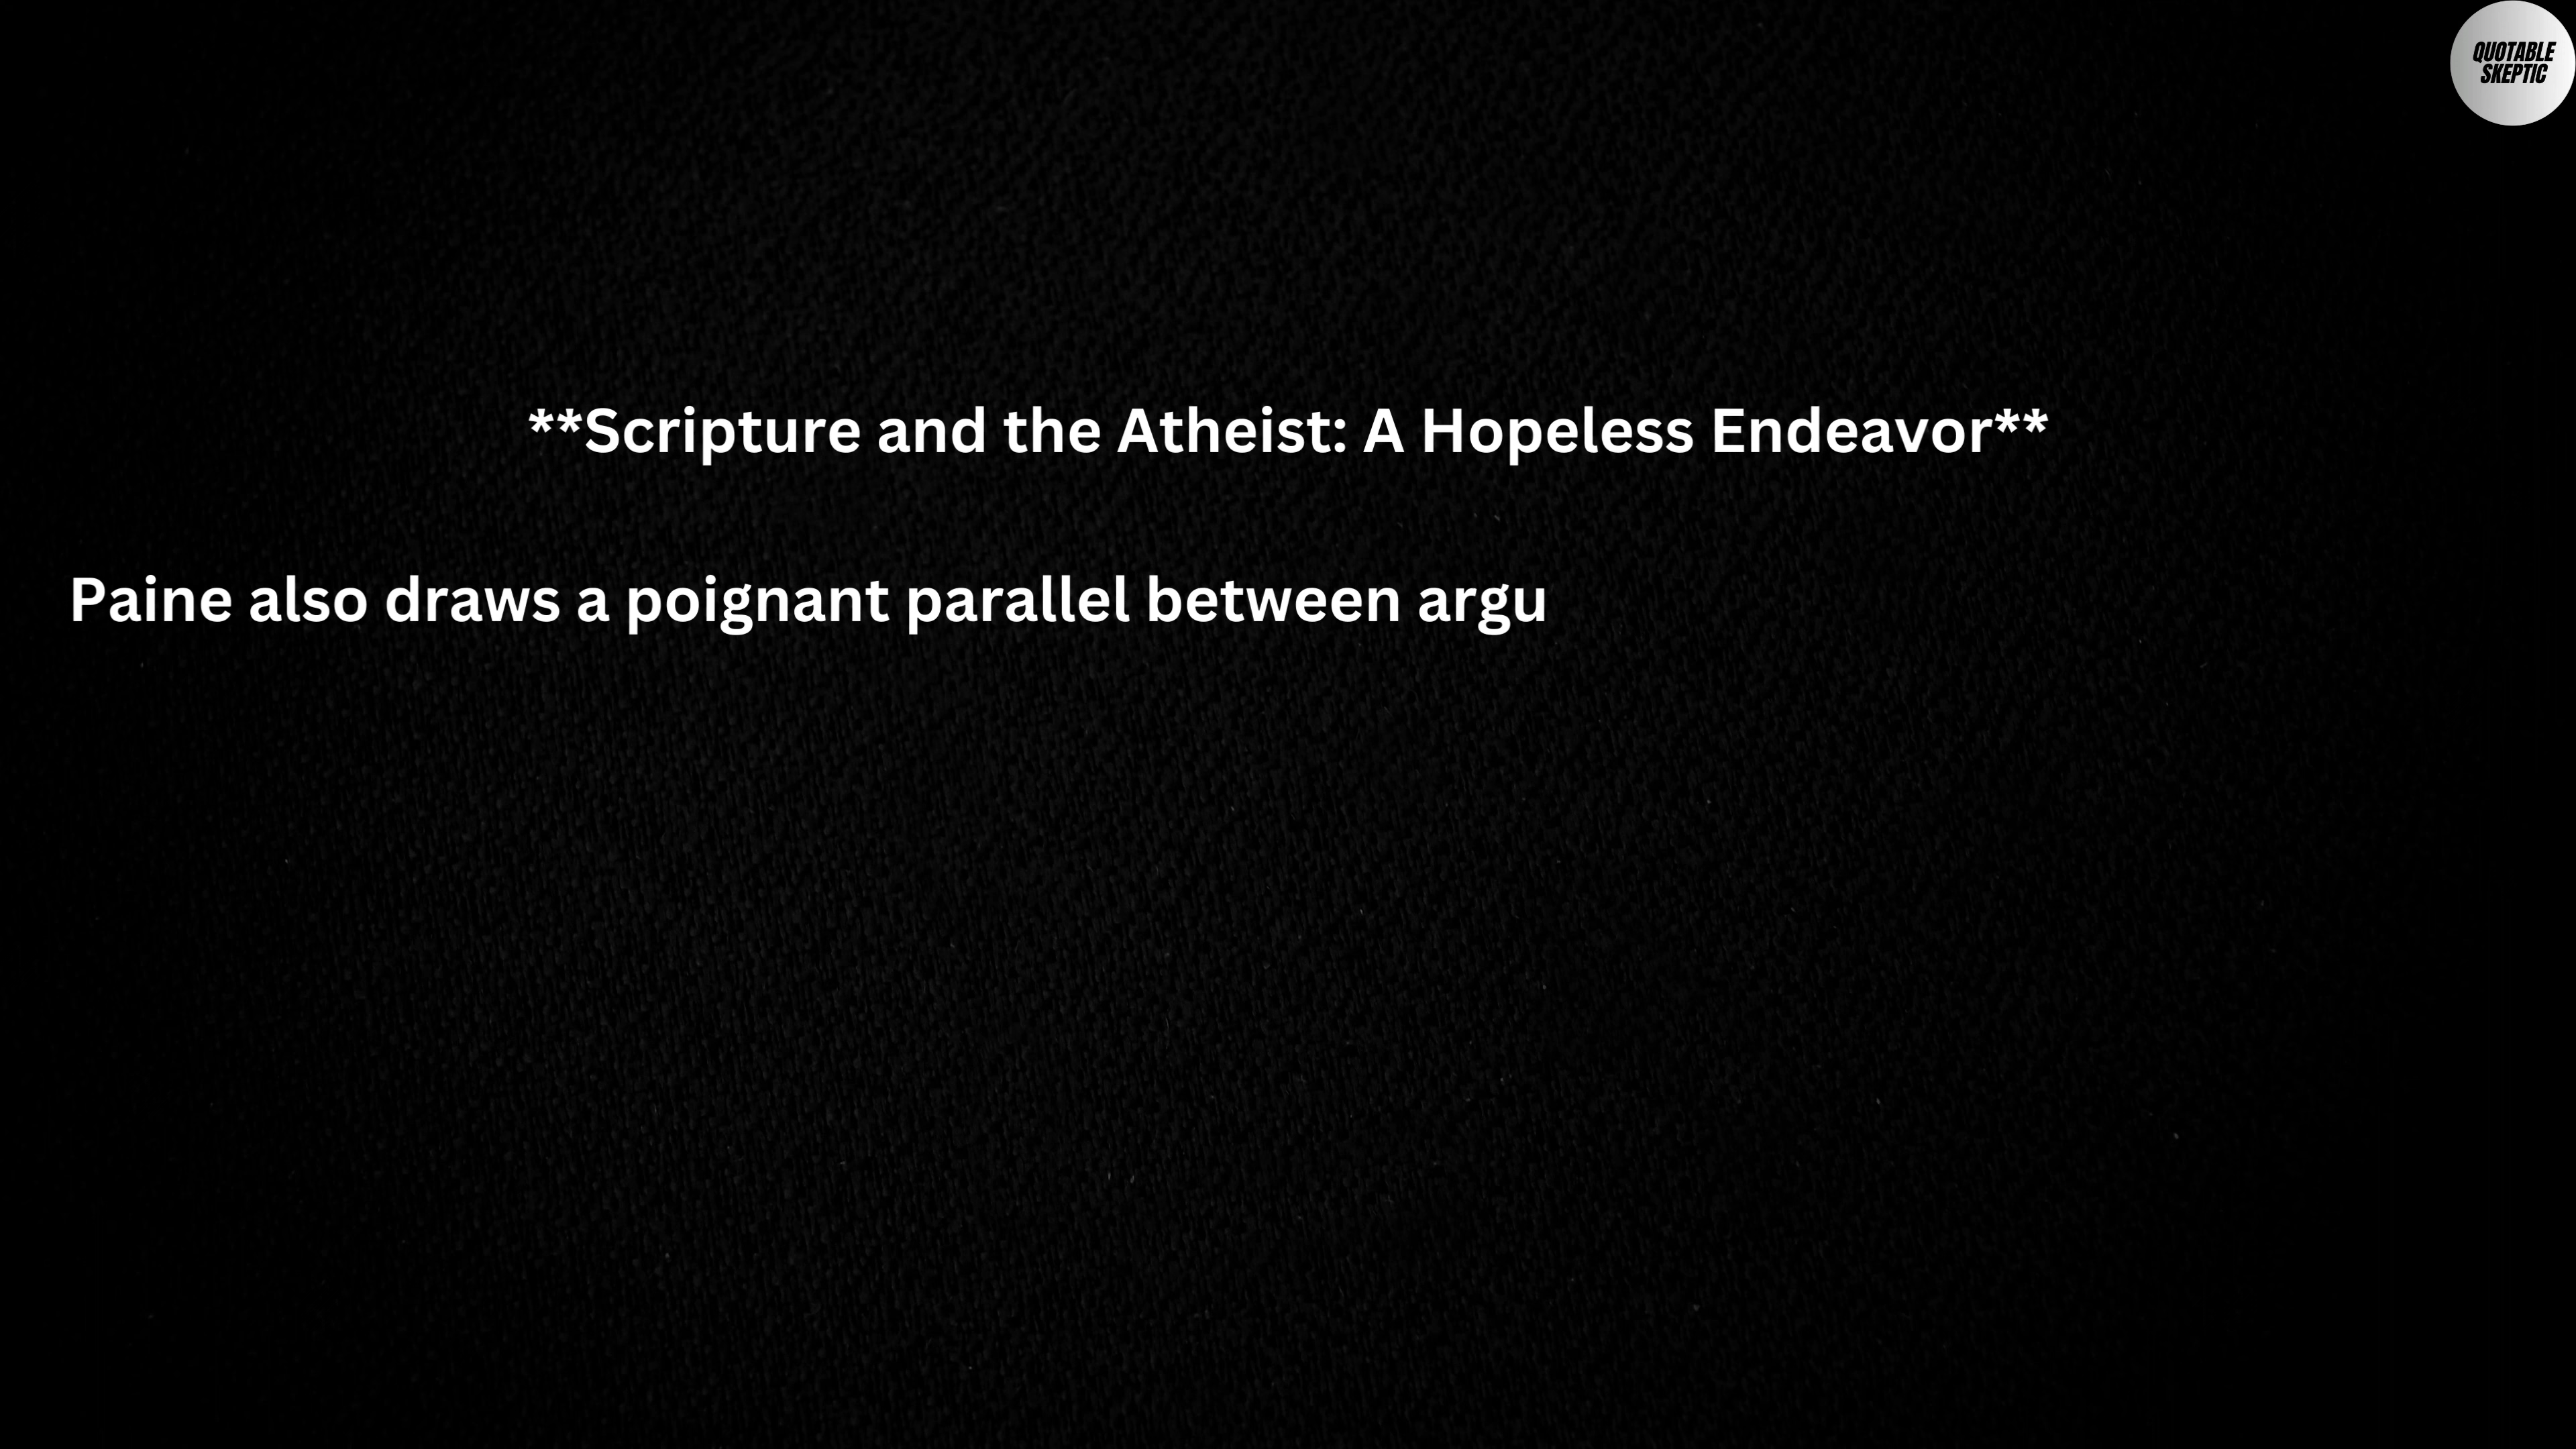 QUOTABLE
SKEPTIC
**Scripture and the Atheist: A Hopeless Endeavor**
Paine also draws a poignant parallel between argu